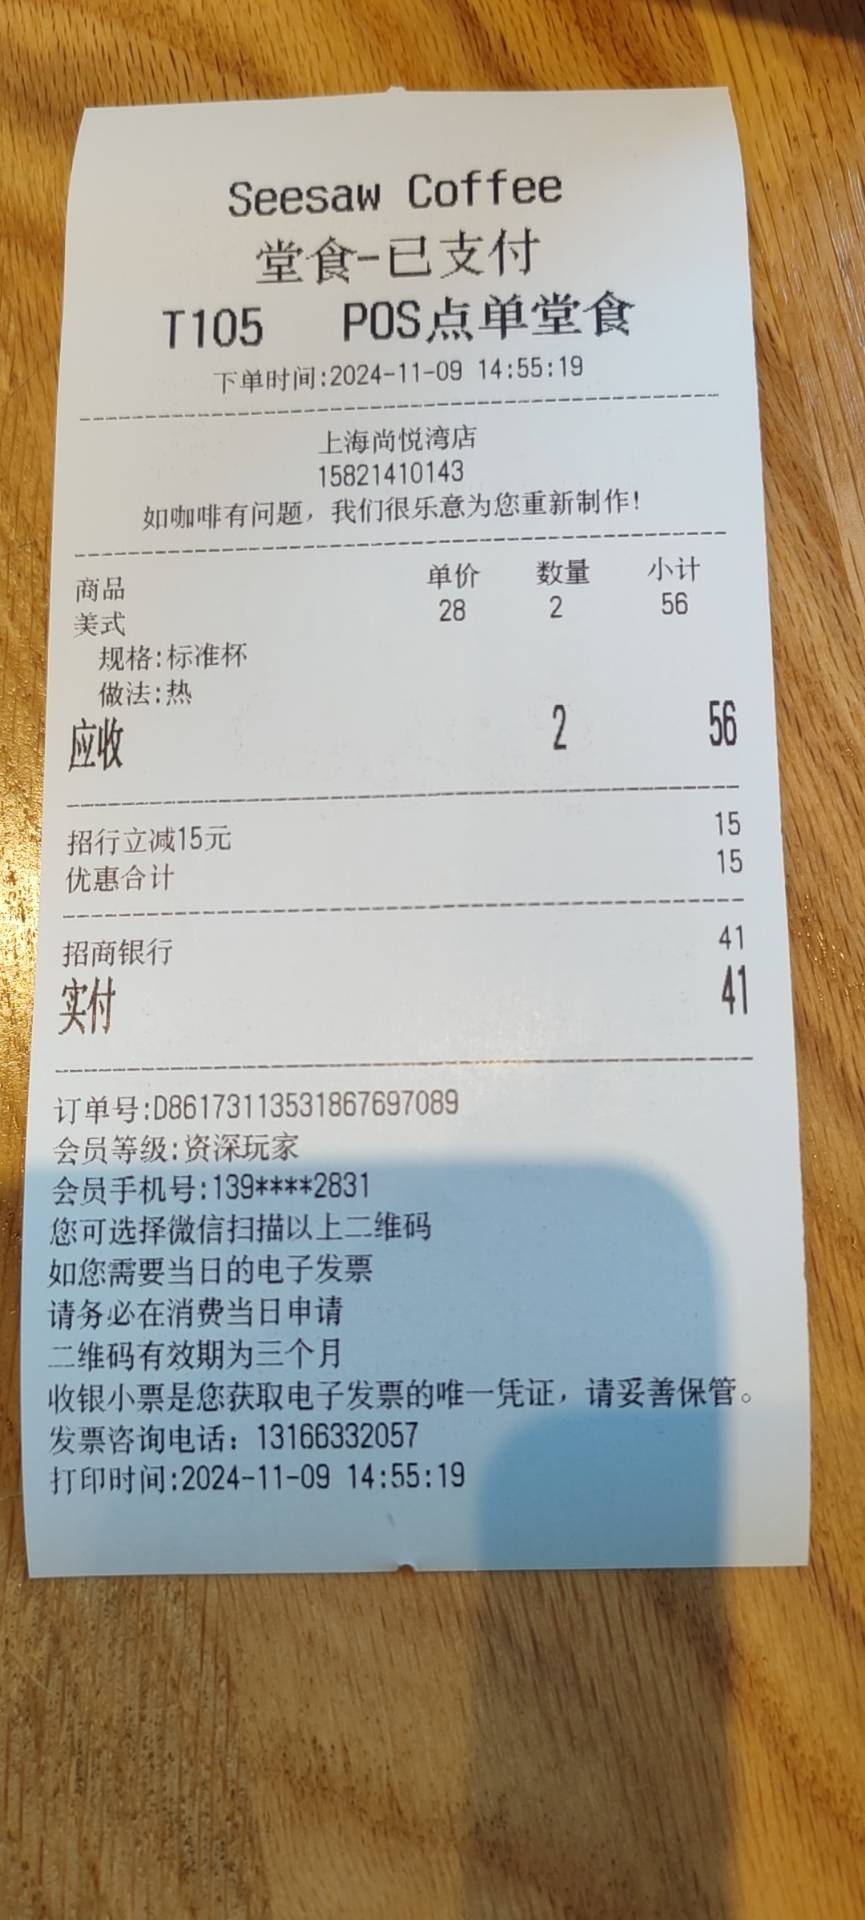 Seesaw Coffee
堂食-已支付
T105 POS点单堂食
下单时间:2024-11-09 14:55:19
上海尚悦湾店
15821410143
如咖啡有问题，我们很乐意为您重新制作!
商品 单价 数量 小计
美式 28 2 56
规格:标准杯
做法:热
应收 2 56
招行立减15元 15
优惠合计 15
招商银行 41
实付 41
订单号:D861731135318676970​89
会员等级:资深玩家
会员手机号:139****2831
您可选择微信扫描以上二维码
如您需要当日的电子发票
请务必在消费当日申请
二维码有效期为三个月
收银小票是您获取电子发票的唯一凭证，请妥善保管。
发票咨询电话：13166332057
打印时间:2024-11-09 14:55:19